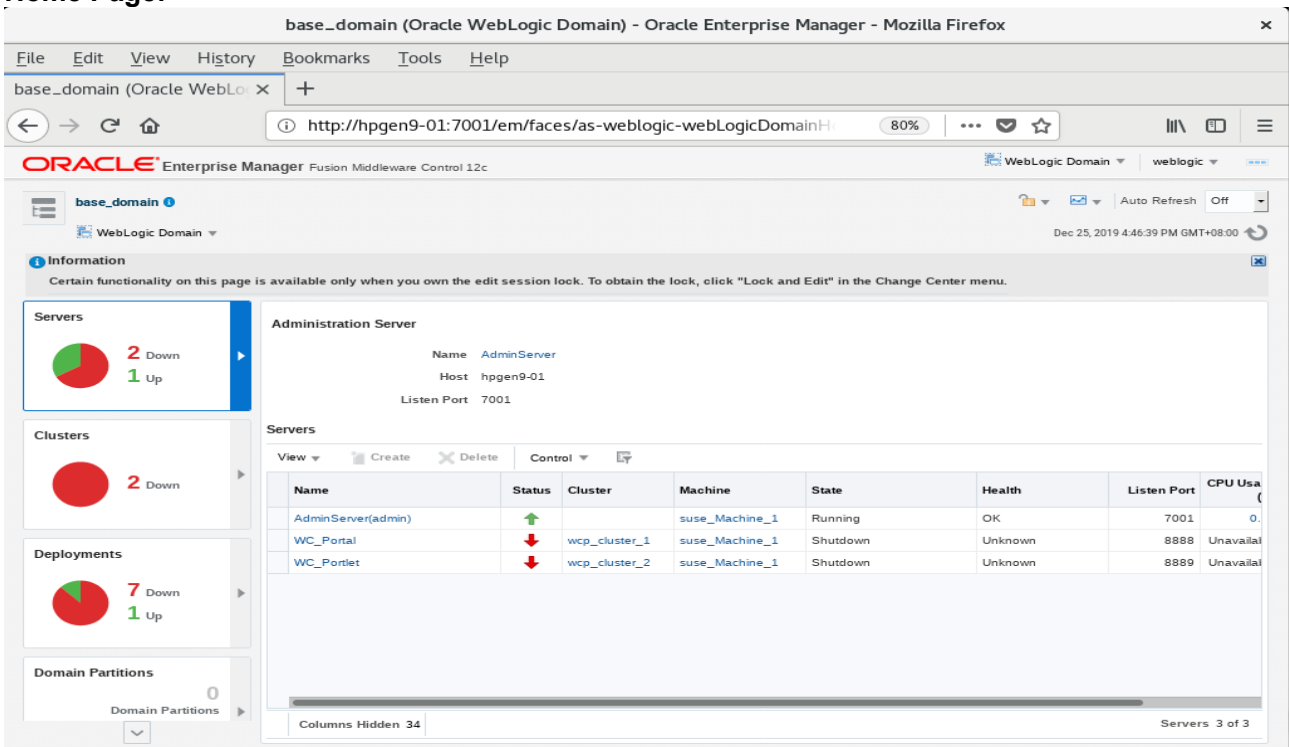 Home Page:
base_domain (Oracle WebLogic Domain) - Oracle Enterprise Manager - Mozilla Firefox ×
File Edit View History Bookmarks Tools Help
base_domain (Oracle WebLo × +
http://hpgen9-01:7001/em/faces/as-weblogic-webLogicDomainH 80%
ORACLE Enterprise Manager Fusion Middleware Control 12c WebLogic Domain weblogic
base_domain Auto Refresh Off
WebLogic Domain Dec 25, 2019 4:46:39 PM GMT+08:00
Information
Certain functionality on this page is available only when you own the edit session lock. To obtain the lock, click "Lock and Edit" in the Change Center menu.
Servers
2 Down
1 Up
Clusters
2 Down
Deployments
7 Down
1 Up
Domain Partitions
0
Domain Partitions
Administration Server
Name AdminServer
Host hpgen9-01
Listen Port 7001
Servers
View Create Delete Control
Name Status Cluster Machine State Health Listen Port CPU Usa
(
AdminServer(admin) suse_Machine_1 Running OK 7001 0.
WC_Portal wcp_cluster_1 suse_Machine_1 Shutdown Unknown 8888 Unavailal
WC_Portlet wcp_cluster_2 suse_Machine_1 Shutdown Unknown 8889 Unavailal
Columns Hidden 34 Servers 3 of 3